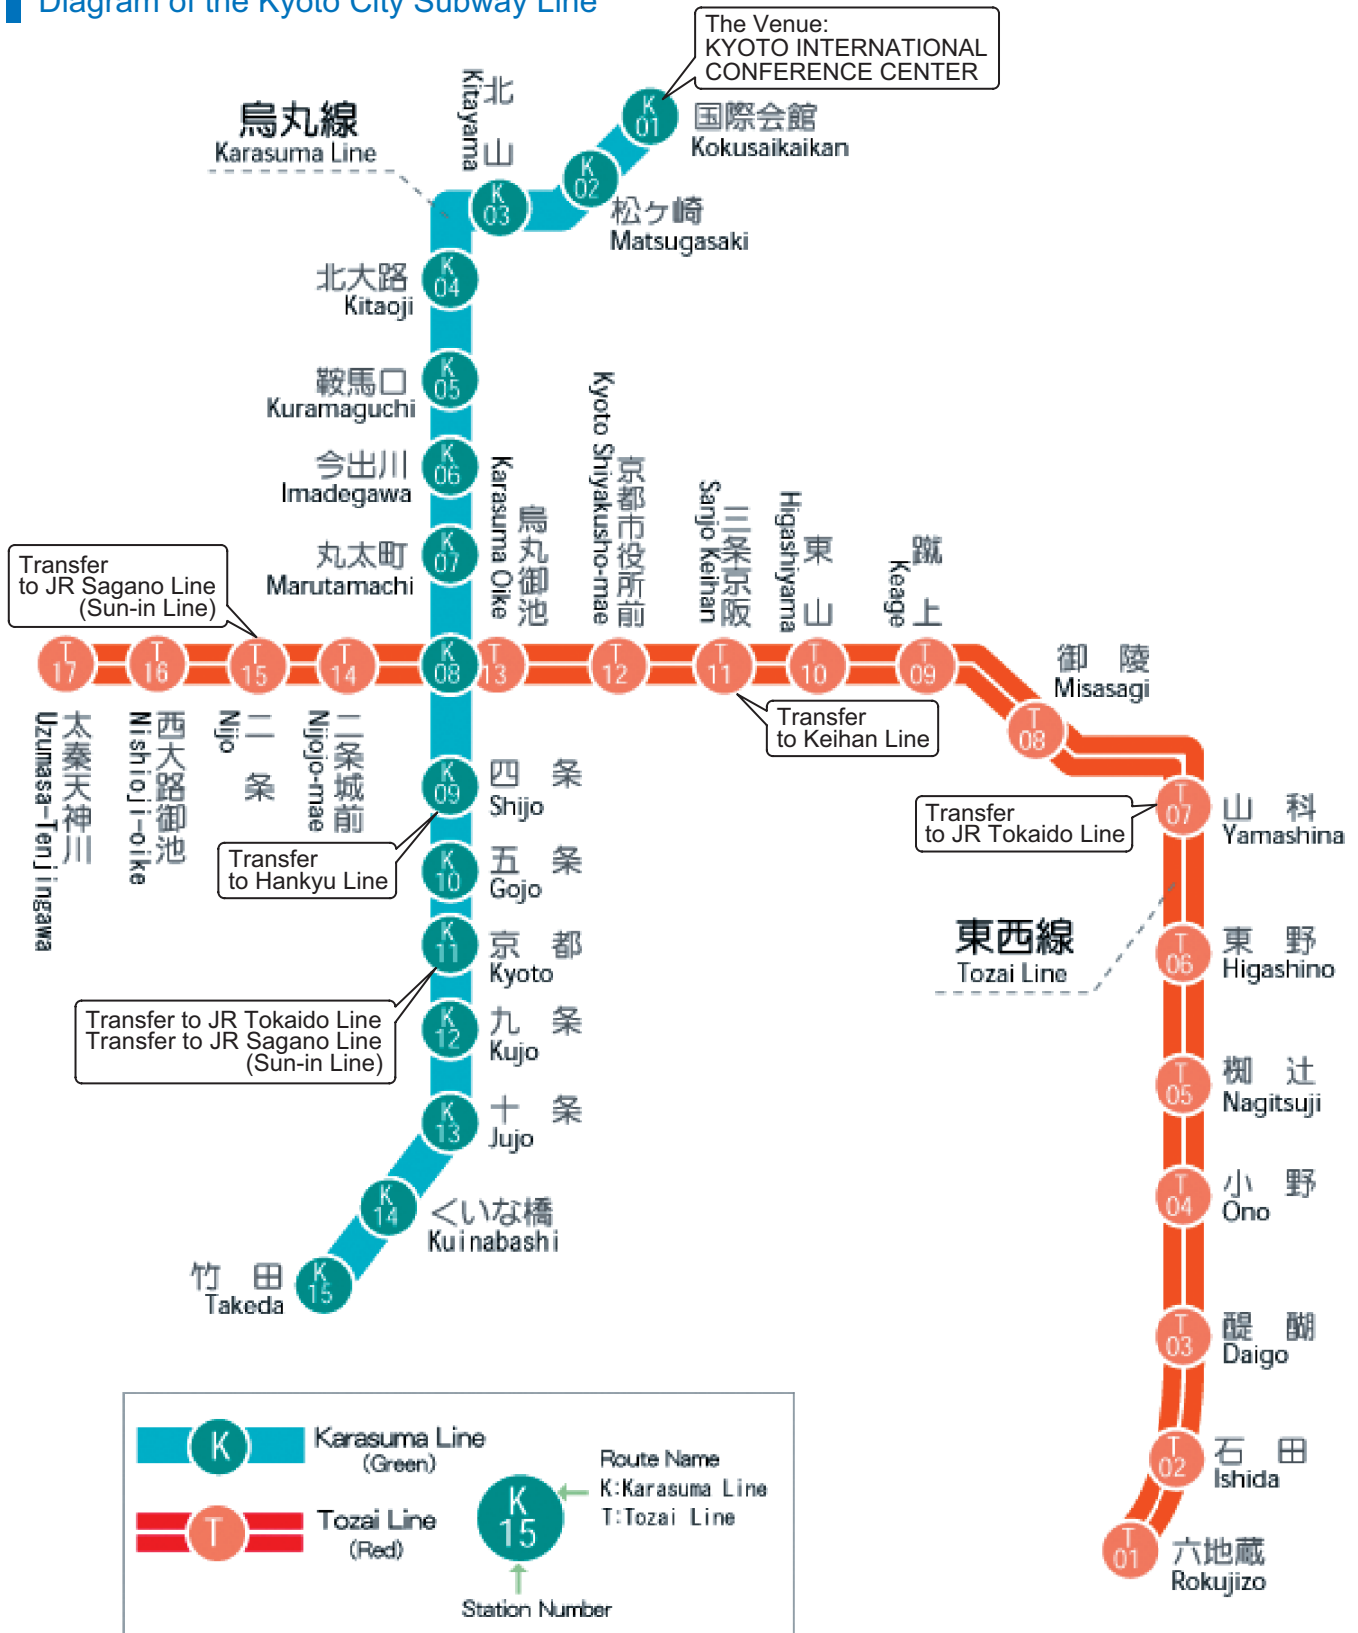 Diagram of the Kyoto City Subway Line
The Venue:
KYOTO INTERNATIONAL
CONFERENCE CENTER
烏丸線
Karasuma Line
K
01
国際会館
Kokusaikaikan
K
02
松ヶ崎
Matsugasaki
K
03
北山
Kitayama
K
04
北大路
Kitaoji
K
05
鞍馬口
Kuramaguchi
K
06
今出川
Imadegawa
K
07
丸太町
Marutamachi
Transfer
to JR Sagano Line
(Sun-in Line)
T
17
太秦天神川
Uzumasa-Tenjingawa
T
16
西大路御池
Nishioji-oike
T
15
二条
Nijo
T
14
二条城前
Nijojo-mae
K
08
T
13
烏丸御池
Karasuma Oike
T
12
京都市役所前
Kyoto Shiyakusho-mae
T
11
三条京阪
Sanjo Keihan
Transfer
to Keihan Line
T
10
東山
Higashiyama
T
09
蹴上
Keage
T
08
御陵
Misasagi
T
07
山科
Yamashina
Transfer
to JR Tokaido Line
東西線
Tozai Line
T
06
東野
Higashino
T
05
椥辻
Nagitsuji
T
04
小野
Ono
T
03
醍醐
Daigo
T
02
石田
Ishida
T
01
六地蔵
Rokujizo
K
09
四条
Shijo
Transfer
to Hankyu Line
K
10
五条
Gojo
K
11
京都
Kyoto
Transfer to JR Tokaido Line
Transfer to JR Sagano Line
(Sun-in Line)
K
12
九条
Kujo
K
13
十条
Jujo
K
14
くいな橋
Kuinabashi
K
15
竹田
Takeda
K
Karasuma Line
(Green)
T
Tozai Line
(Red)
K
15
Route Name
K:Karasuma Line
T:Tozai Line
Station Number